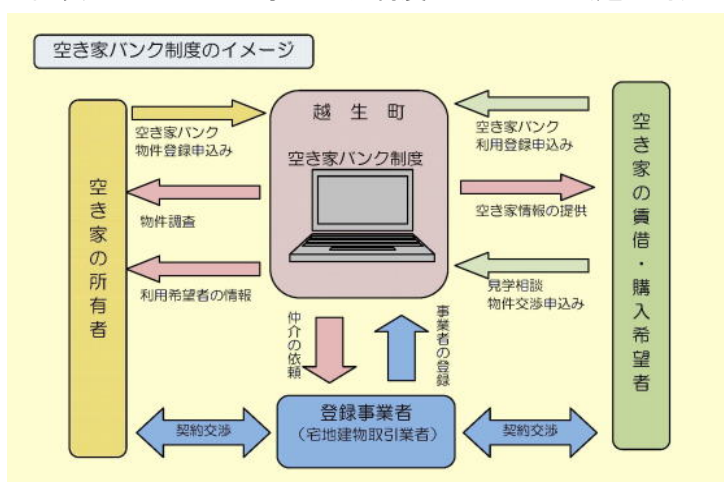 空き家バンク制度のイメージ
空き家の所有者
空き家バンク
物件登録申込み
物件調査
利用希望者の情報
越生町
空き家バンク制度
空き家バンク
利用登録申込み
空き家情報の提供
見学相談
物件交渉申込み
空き家の賃借・購入希望者
仲介の依頼
事業者の登録
契約交渉
登録事業者
(宅地建物取引業者)
契約交渉